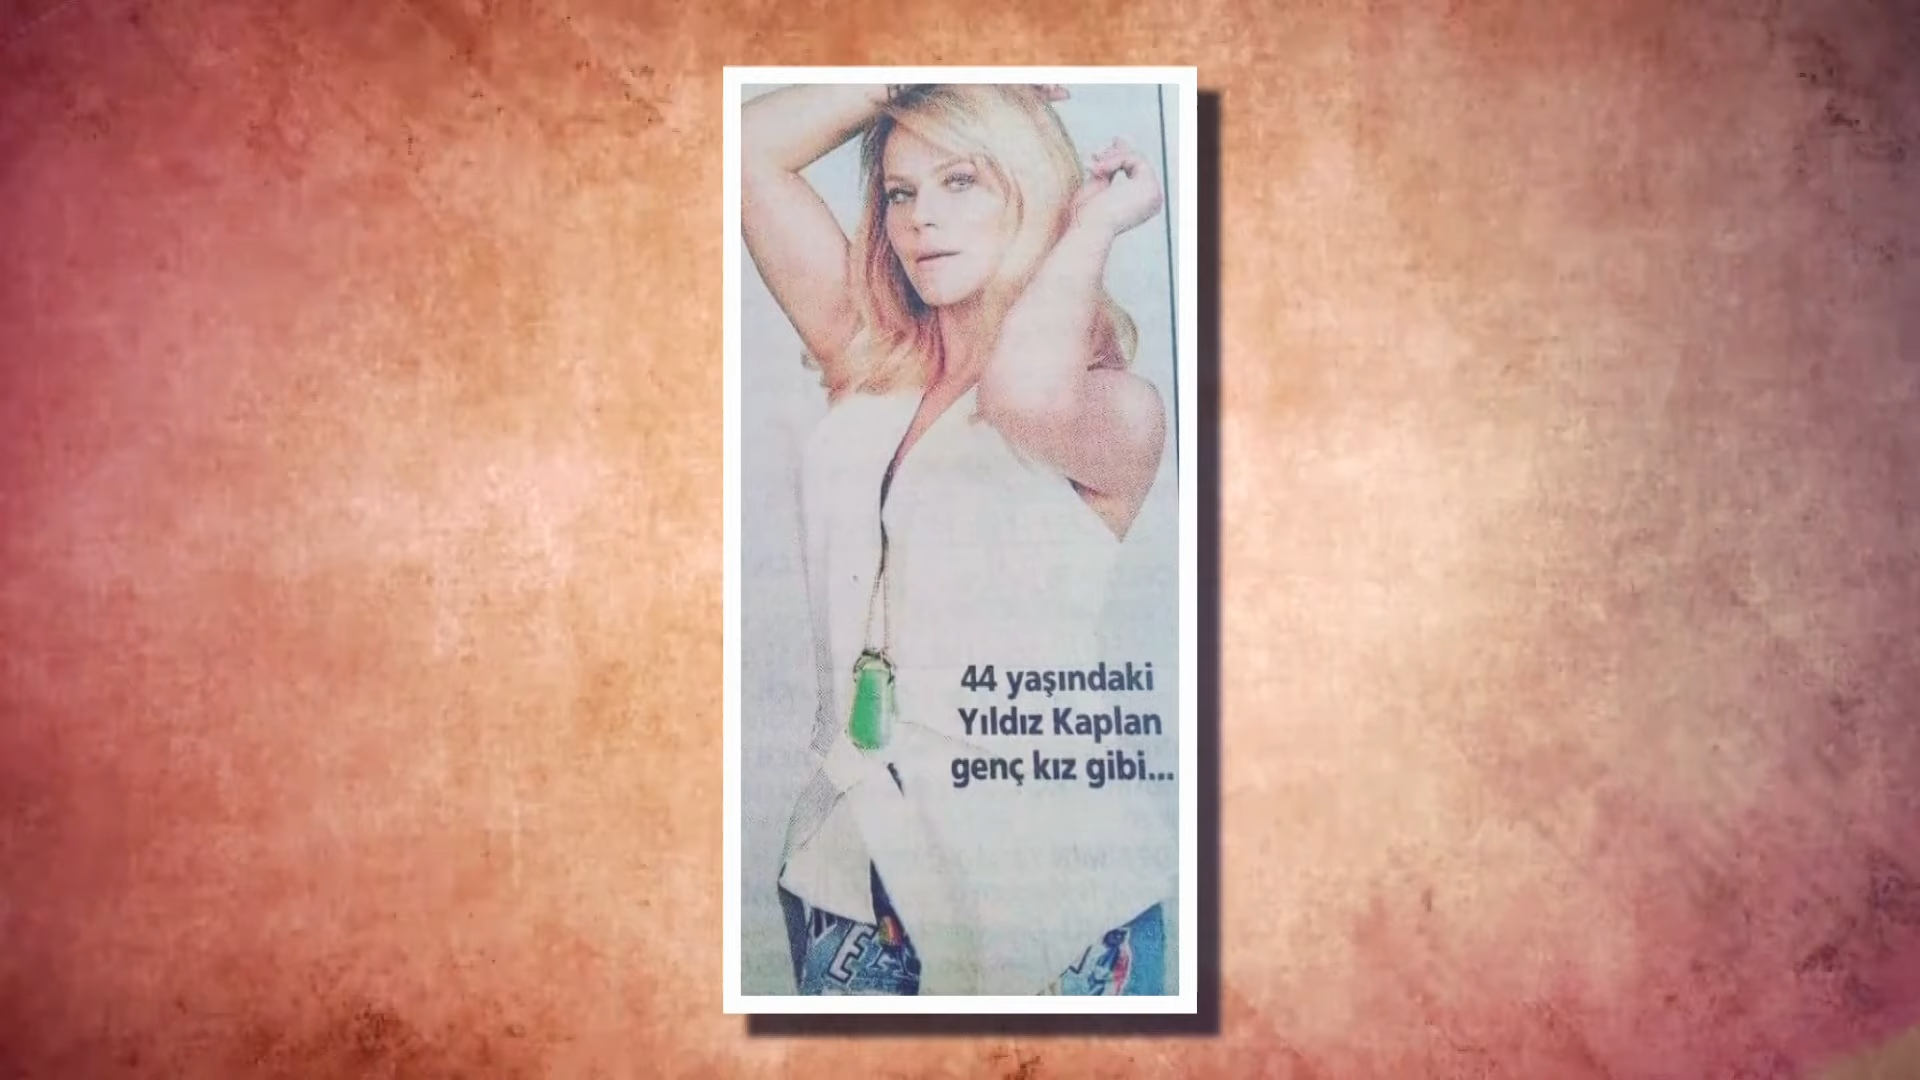 44 yaşındaki
Yıldız Kaplan
genç kız gibi...